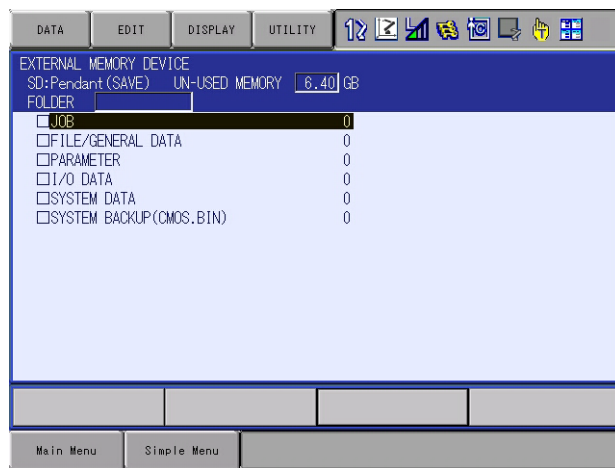 DATA EDIT DISPLAY UTILITY
EXTERNAL MEMORY DEVICE
SD:Pendant(SAVE) UN-USED MEMORY 6.40 GB
FOLDER
JOB 0
FILE/GENERAL DATA 0
PARAMETER 0
I/O DATA 0
SYSTEM DATA 0
SYSTEM BACKUP(CMOS.BIN) 0
Main Menu Simple Menu